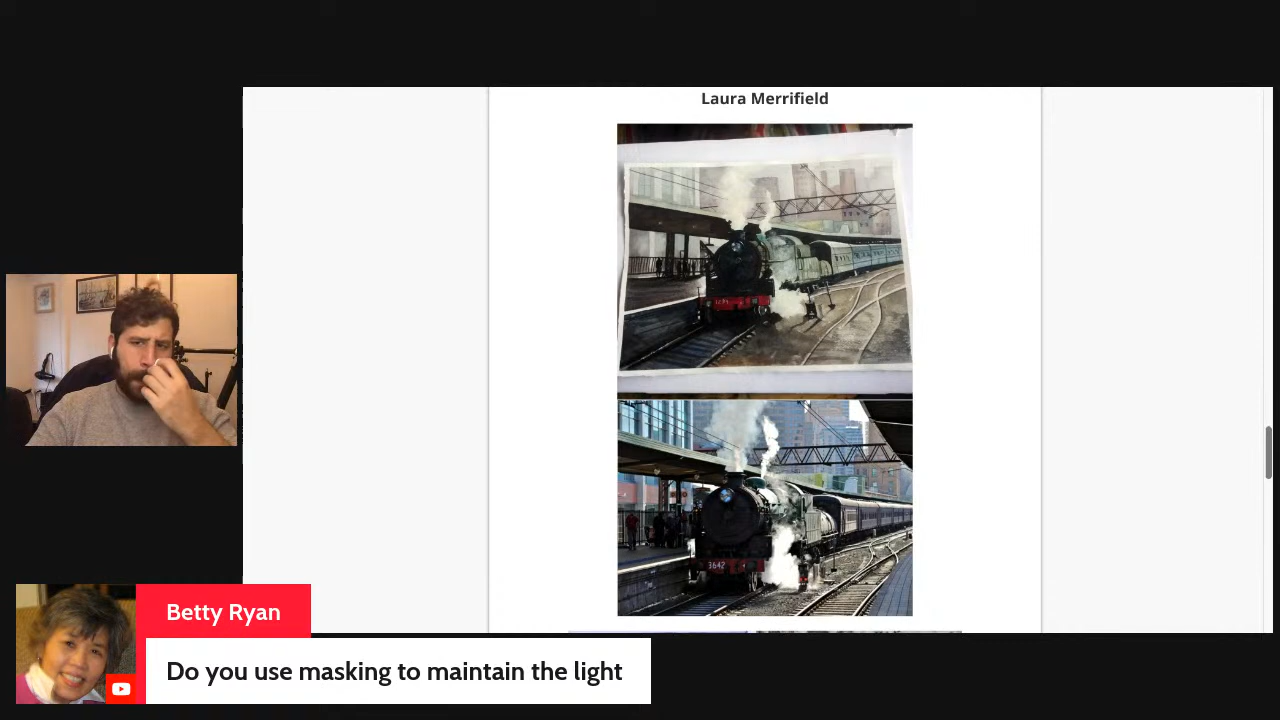 Laura Merrifield
3642
Betty Ryan
Do you use masking to maintain the light